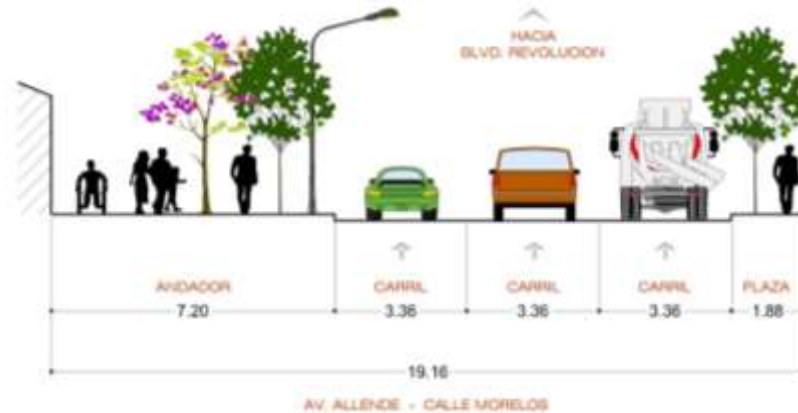 HACIA
BLVD. REVOLUCION
ANDADOR CARRIL CARRIL CARRIL PLAZA
7.20 3.36 3.36 3.36 1.88
19.16
AV. ALLENDE - CALLE MORELOS